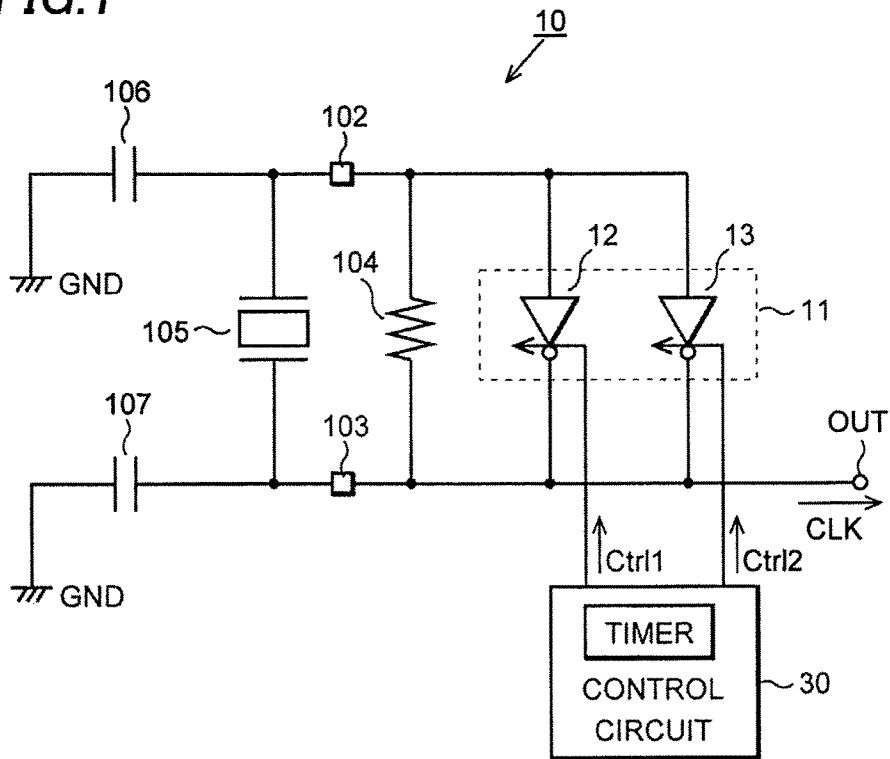 FIG.1
10
106
102
12
13
GND
104
105
11
107
103
OUT
CLK
Ctrl1
Ctrl2
GND
TIMER
CONTROL
CIRCUIT
30